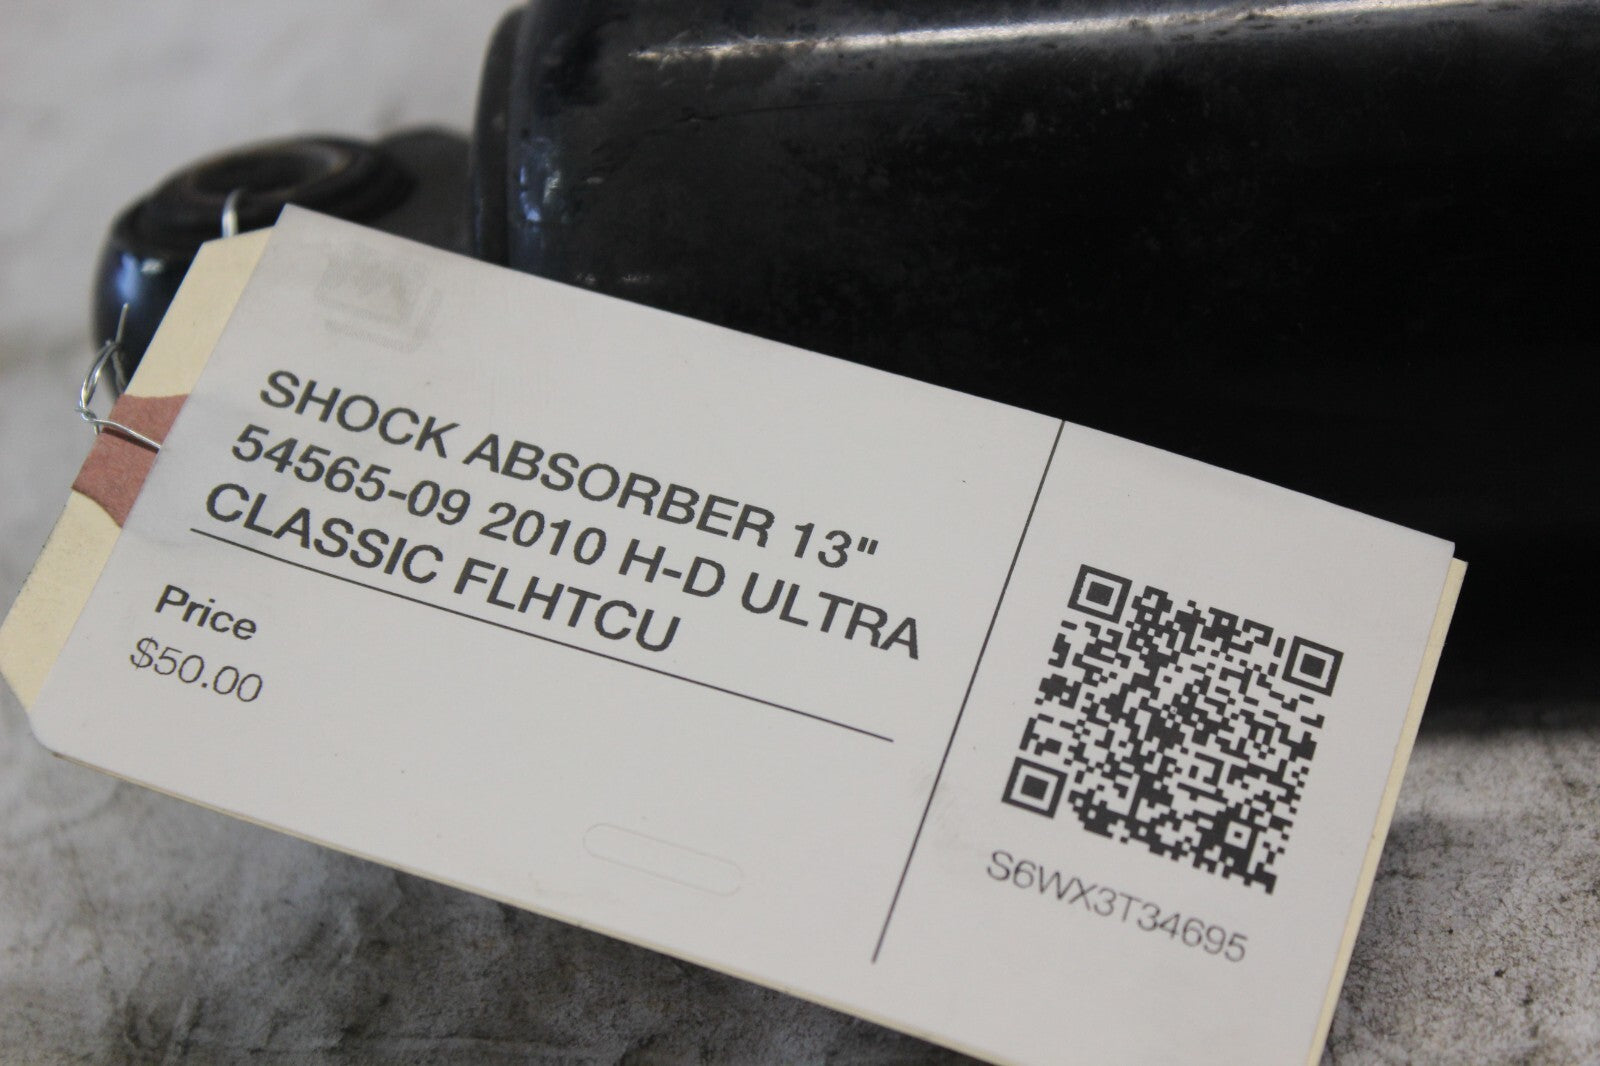 SHOCK ABSORBER 13"
54565-09 2010 H-D ULTRA
CLASSIC FLHTCU
Price
$50.00
S6WX3T34695